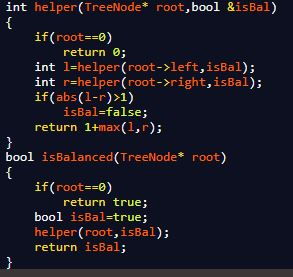 int helper(TreeNode* root,bool &isBal)
{
    if(root==0)
        return 0;
    int l=helper(root->left,isBal);
    int r=helper(root->right,isBal);
    if(abs(l-r)>1)
        isBal=false;
    return 1+max(l,r);
}
bool isBalanced(TreeNode* root)
{
    if(root==0)
        return true;
    bool isBal=true;
    helper(root,isBal);
    return isBal;
}